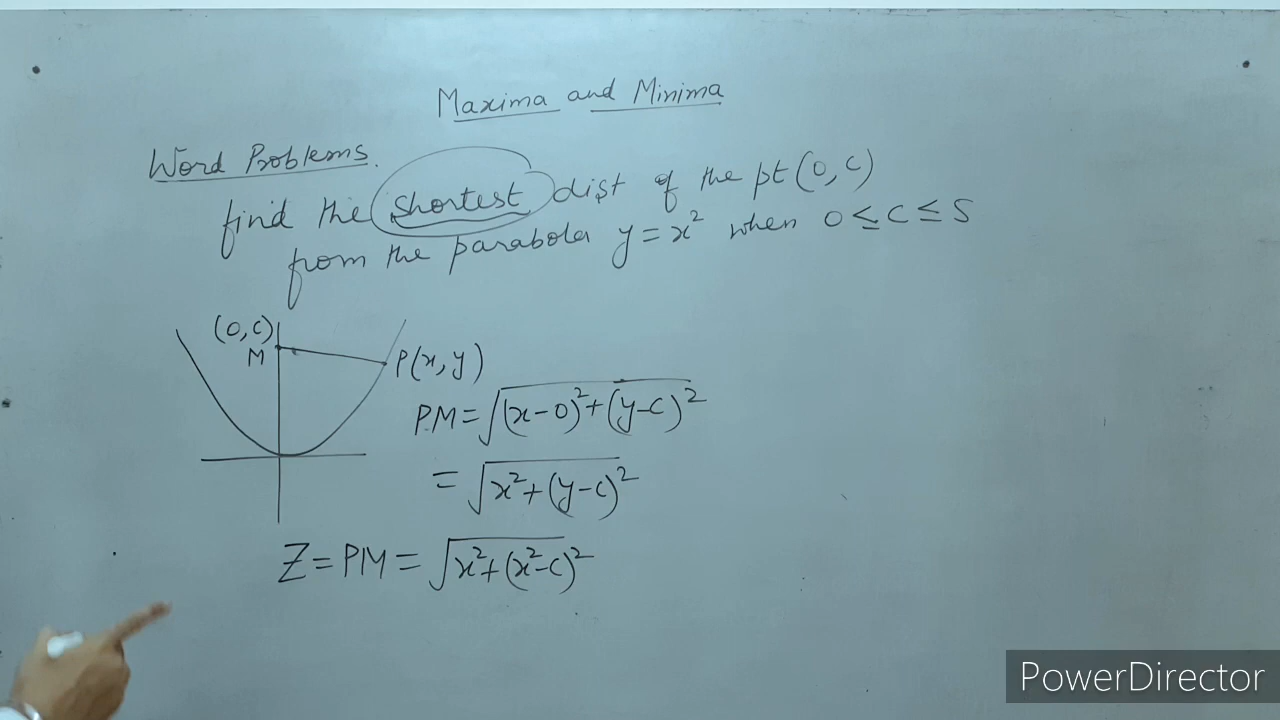 Maxima and Minima
Word Problems.
find the shortest dist of the pt (0, c)
from the parabola y = x² when 0 ≤ c ≤ 5
(0, c)
M
P(x, y)
PM = √(x-0)² + (y-c)²
= √x² + (y-c)²
Z = PM = √x² + (x²-c)²
PowerDirector